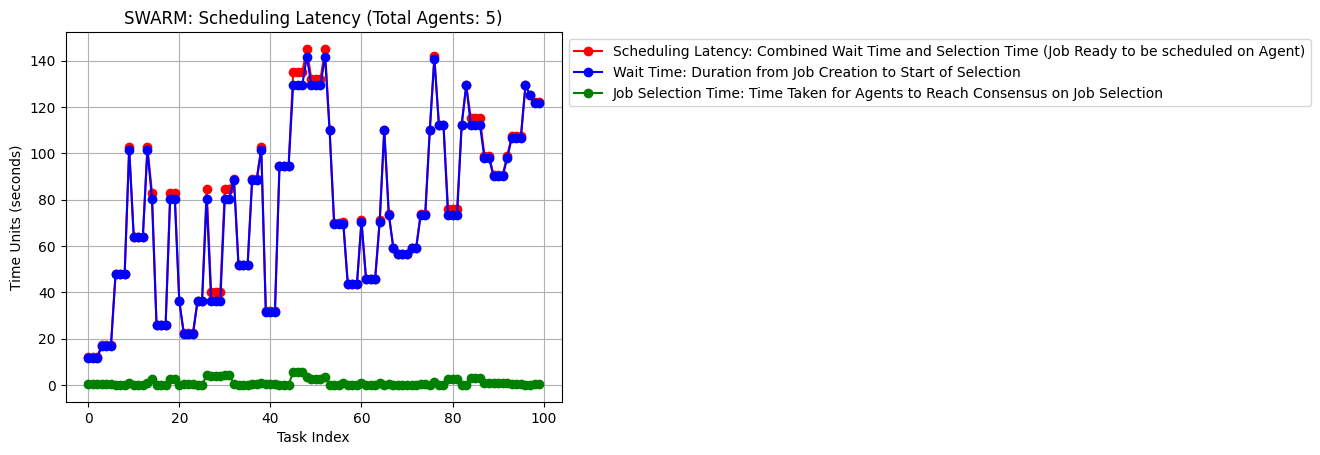 SWARM: Scheduling Latency (Total Agents: 5)
Scheduling Latency: Combined Wait Time and Selection Time (Job Ready to be scheduled on Agent)
Wait Time: Duration from Job Creation to Start of Selection
Job Selection Time: Time Taken for Agents to Reach Consensus on Job Selection
Time Units (seconds)
140
120
100
80
60
40
20
0
0 20 40 60 80 100
Task Index